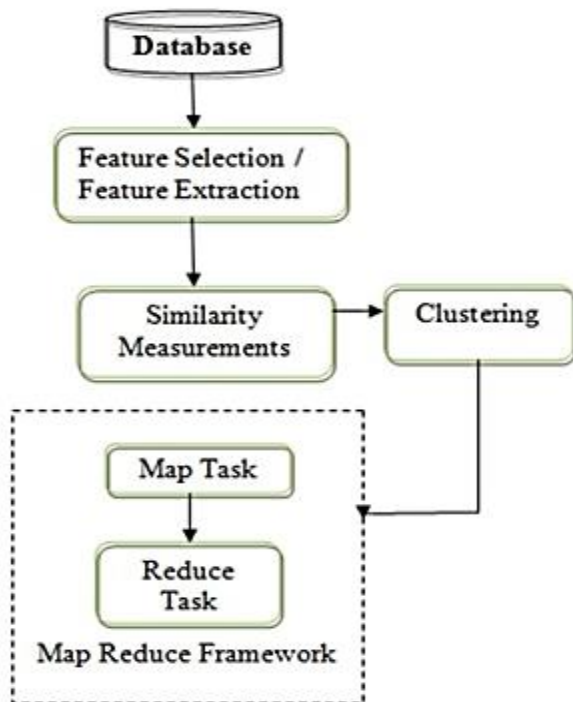 Database
Feature Selection /
Feature Extraction
Similarity
Measurements
Clustering
Map Task
Reduce
Task
Map Reduce Framework